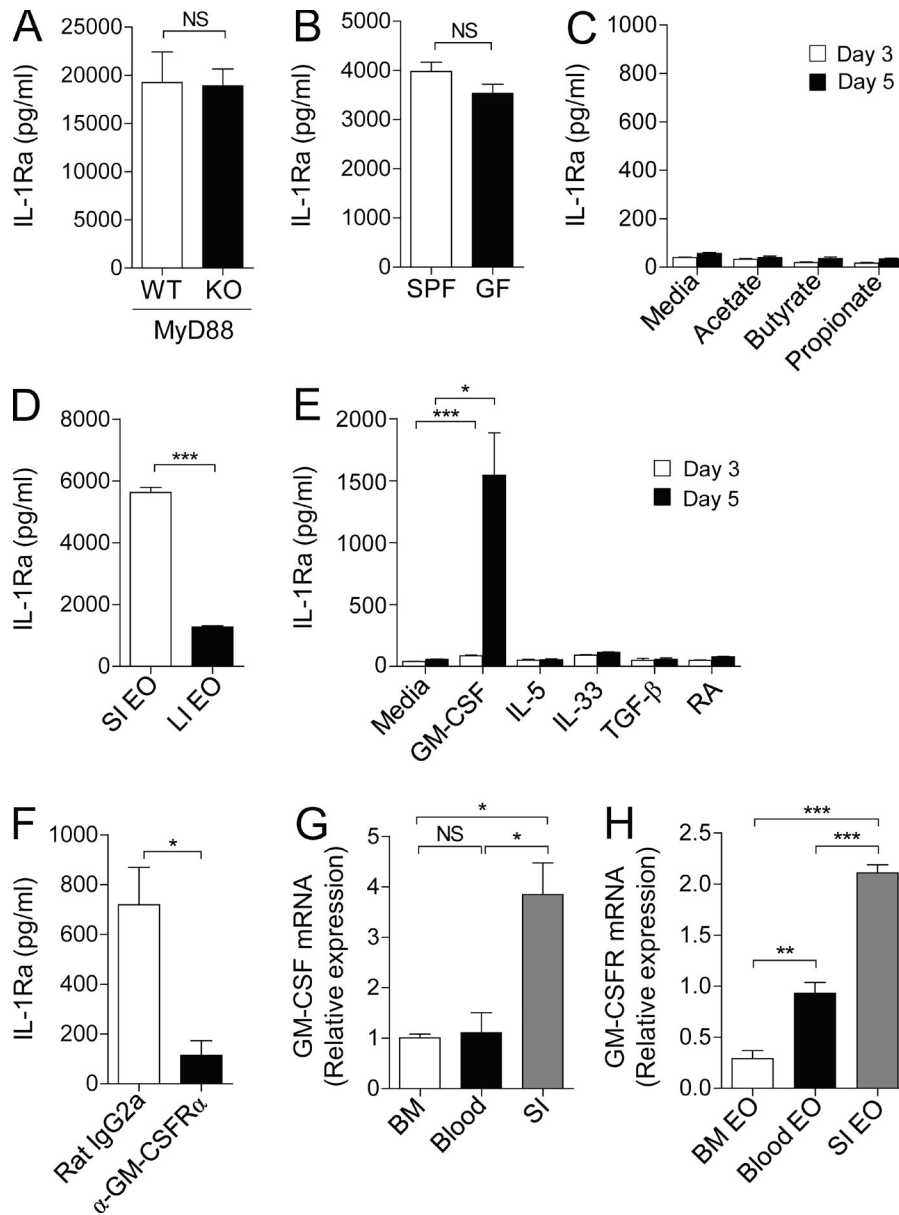 A
IL-1Ra (pg/ml)
25000
20000
15000
10000
5000
0
NS
WT KO
MyD88
B
IL-1Ra (pg/ml)
5000
4000
3000
2000
1000
0
NS
SPF GF
C
IL-1Ra (pg/ml)
1000
800
600
400
200
0
Day 3
Day 5
Media
Acetate
Butyrate
Propionate
D
IL-1Ra (pg/ml)
8000
6000
4000
2000
0
***
SI EO
LI EO
E
IL-1Ra (pg/ml)
2000
1500
1000
500
0
*
***
Day 3
Day 5
Media
GM-CSF
IL-5
IL-33
TGF-β
RA
F
IL-1Ra (pg/ml)
1000
800
600
400
200
0
*
Rat IgG2a
α-GM-CSFRα
G
GM-CSF mRNA
(Relative expression)
5
4
3
2
1
0
*
NS
*
BM
Blood
SI
H
GM-CSFR mRNA
(Relative expression)
2.5
2.0
1.5
1.0
0.5
0.0
***
***
**
BM EO
Blood EO
SI EO